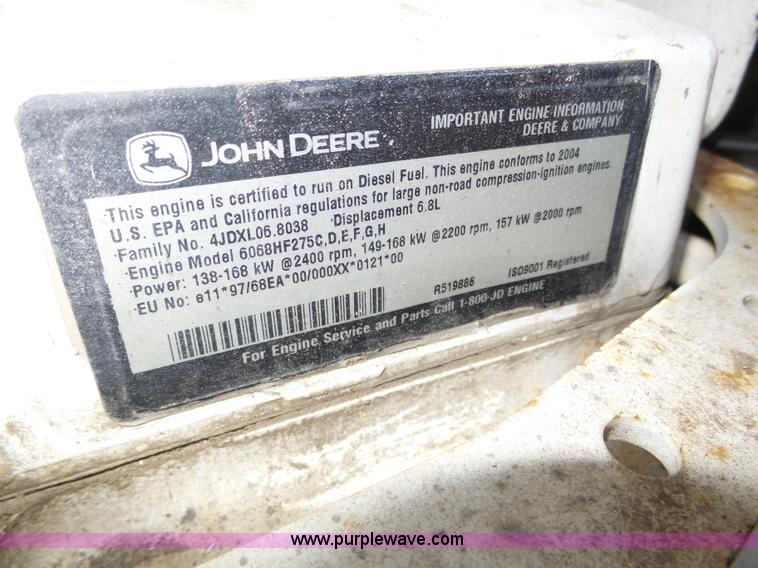 JOHN DEERE
IMPORTANT ENGINE INFORMATION
DEERE & COMPANY
This engine is certified to run on Diesel Fuel. This engine conforms to 2004
U.S. EPA and California regulations for large non-road compression-ignition engines.
Family No. 4JDXL06.8038 Displacement 6.8L
Engine Model 6068HF275C,D,E,F,G,H
Power: 138-168 kW @2400 rpm, 149-168 kW @2200 rpm, 157 kW @2000 rpm
EU No: e11*97/68EA*00/000XX*0121*00
R519886 ISO9001 Registered
For Engine Service and Parts Call 1-800-JD ENGINE
www.purplewave.com